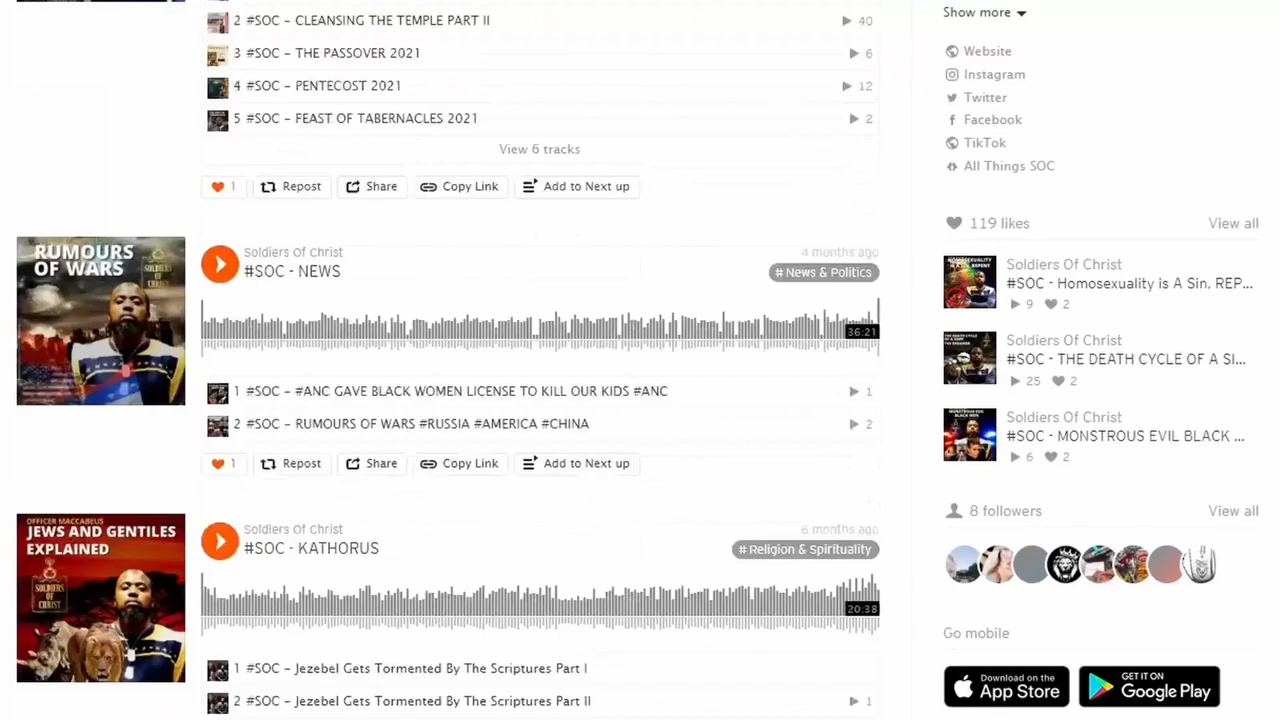 2 #SOC - CLEANSING THE TEMPLE PART II 40
3 #SOC - THE PASSOVER 2021 6
4 #SOC - PENTECOST 2021 12
5 #SOC - FEAST OF TABERNACLES 2021 2
View 6 tracks
1 Repost Share Copy Link Add to Next up
RUMOURS
OF WARS
SOLDIERS
OF CHRIST
Soldiers Of Christ 4 months ago
#SOC - NEWS # News & Politics
36:21
1 #SOC - #ANC GAVE BLACK WOMEN LICENSE TO KILL OUR KIDS #ANC 1
2 #SOC - RUMOURS OF WARS #RUSSIA #AMERICA #CHINA 2
1 Repost Share Copy Link Add to Next up
OFFICER MACCABEUS
JEWS AND GENTILES
EXPLAINED
SOLDIERS
OF CHRIST
Soldiers Of Christ 6 months ago
#SOC - KATHORUS # Religion & Spirituality
20:38
1 #SOC - Jezebel Gets Tormented By The Scriptures Part I
2 #SOC - Jezebel Gets Tormented By The Scriptures Part II 1
Show more
Website
Instagram
Twitter
Facebook
TikTok
All Things SOC
119 likes View all
Soldiers Of Christ
#SOC - Homosexuality is A Sin, REP...
9 2
Soldiers Of Christ
#SOC - THE DEATH CYCLE OF A SI...
25 2
Soldiers Of Christ
#SOC - MONSTROUS EVIL BLACK ...
6 2
8 followers View all
Go mobile
Download on the
App Store
GET IT ON
Google Play